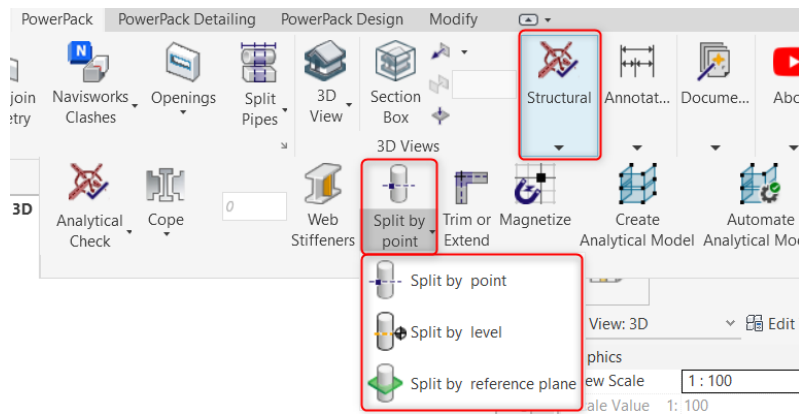 PowerPack PowerPack Detailing PowerPack Design Modify
join Navisworks Openings Split 3D Section Structural Annotat... Docume... Abo
etry Clashes Pipes View Box
3D Views
N
3D
Analytical Cope 0 Web Split by Trim or Magnetize Create Automate
Check Stiffeners point Extend Analytical Model Analytical Mod
Split by point
Split by level
Split by reference plane
View: 3D Edit
phics
ew Scale 1 : 100
ale Value 1: 100